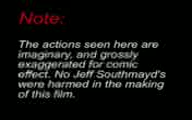 Note:
The actions seen here are
imaginary, and grossly
exaggerated for comic
effect. No Jeff Southmayd's
were harmed in the making
of this film.